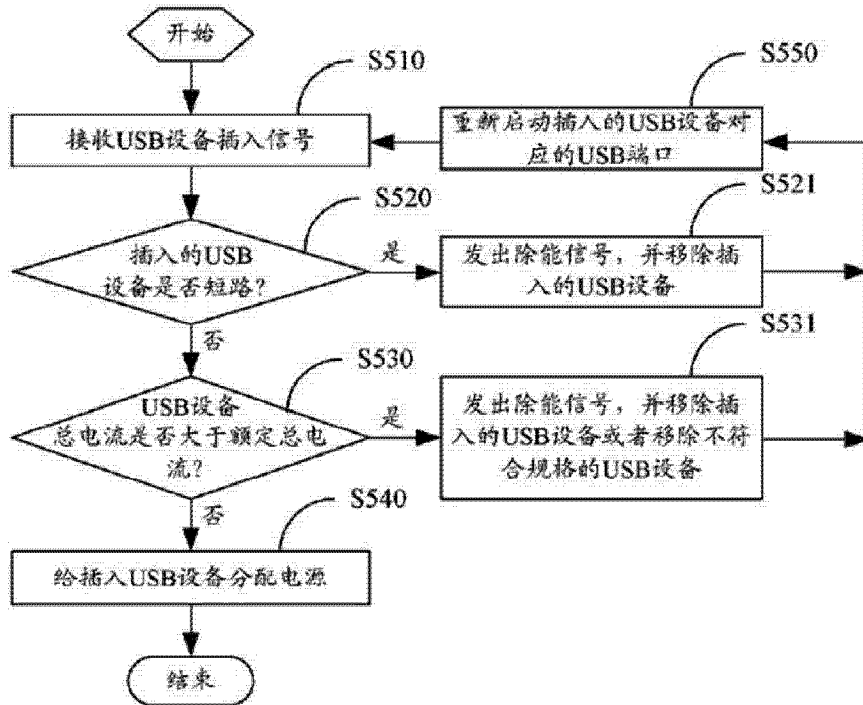 开始
S510
接收USB设备插入信号
S550
重新启动插入的USB设备对
应的USB端口
S520
插入的USB
设备是否短路?
是
S521
发出除能信号,并移除插
入的USB设备
否
S530
USB设备
总电流是否大于额定总电
流?
是
S531
发出除能信号,并移除插
入的USB设备或者移除不符
合规格的USB设备
否
S540
给插入USB设备分配电源
结束